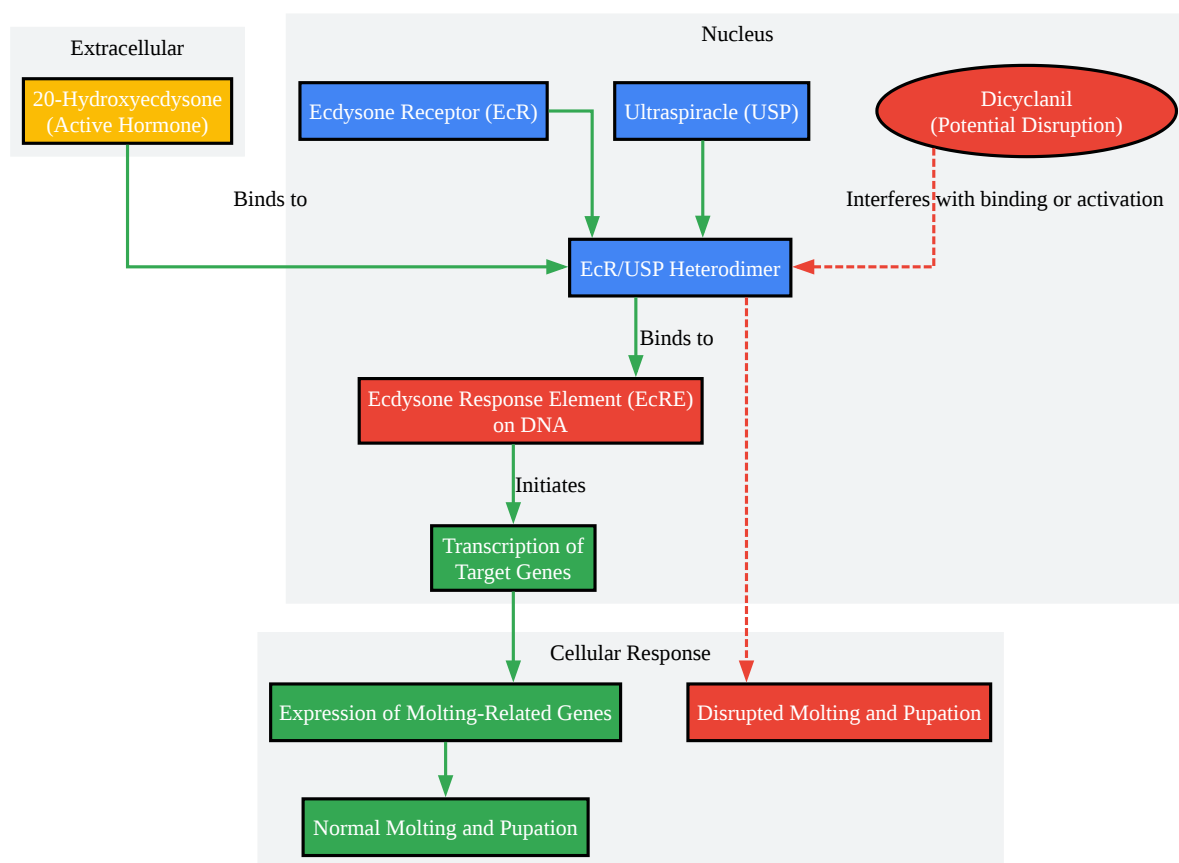 Extracellular
Nucleus
20-Hydroxyecdysone
(Active Hormone)
Ecdysone Receptor (EcR)
Ultraspiracle (USP)
Dicyclanil
(Potential Disruption)
Binds to
Interferes with binding or activation
EcR/USP Heterodimer
Binds to
Ecdysone Response Element (EcRE)
on DNA
Initiates
Transcription of
Target Genes
Cellular Response
Expression of Molting-Related Genes
Disrupted Molting and Pupation
Normal Molting and Pupation